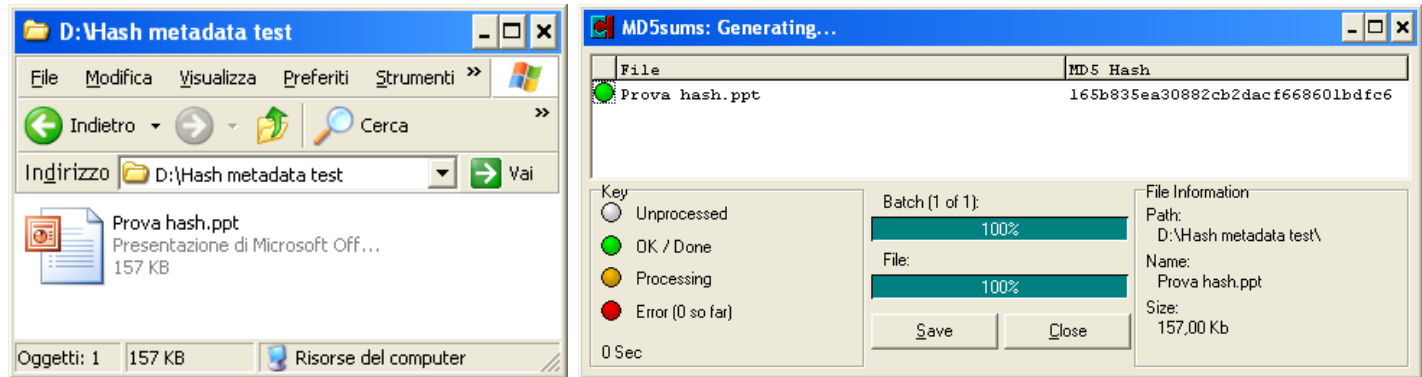 D:\Hash metadata test
File Modifica Visualizza Preferiti Strumenti »
Indietro Cerca »
Indirizzo D:\Hash metadata test Vai
Prova hash.ppt
Presentazione di Microsoft Off...
157 KB
Oggetti: 1 157 KB Risorse del computer
MD5sums: Generating...
File MD5 Hash
Prova hash.ppt 165b835ea30882cb2dacf668601bdfc6
Key
Unprocessed
OK / Done
Processing
Error (0 so far)
0 Sec
Batch (1 of 1):
100%
File:
100%
Save Close
File Information
Path:
D:\Hash metadata test\
Name:
Prova hash.ppt
Size:
157,00 Kb